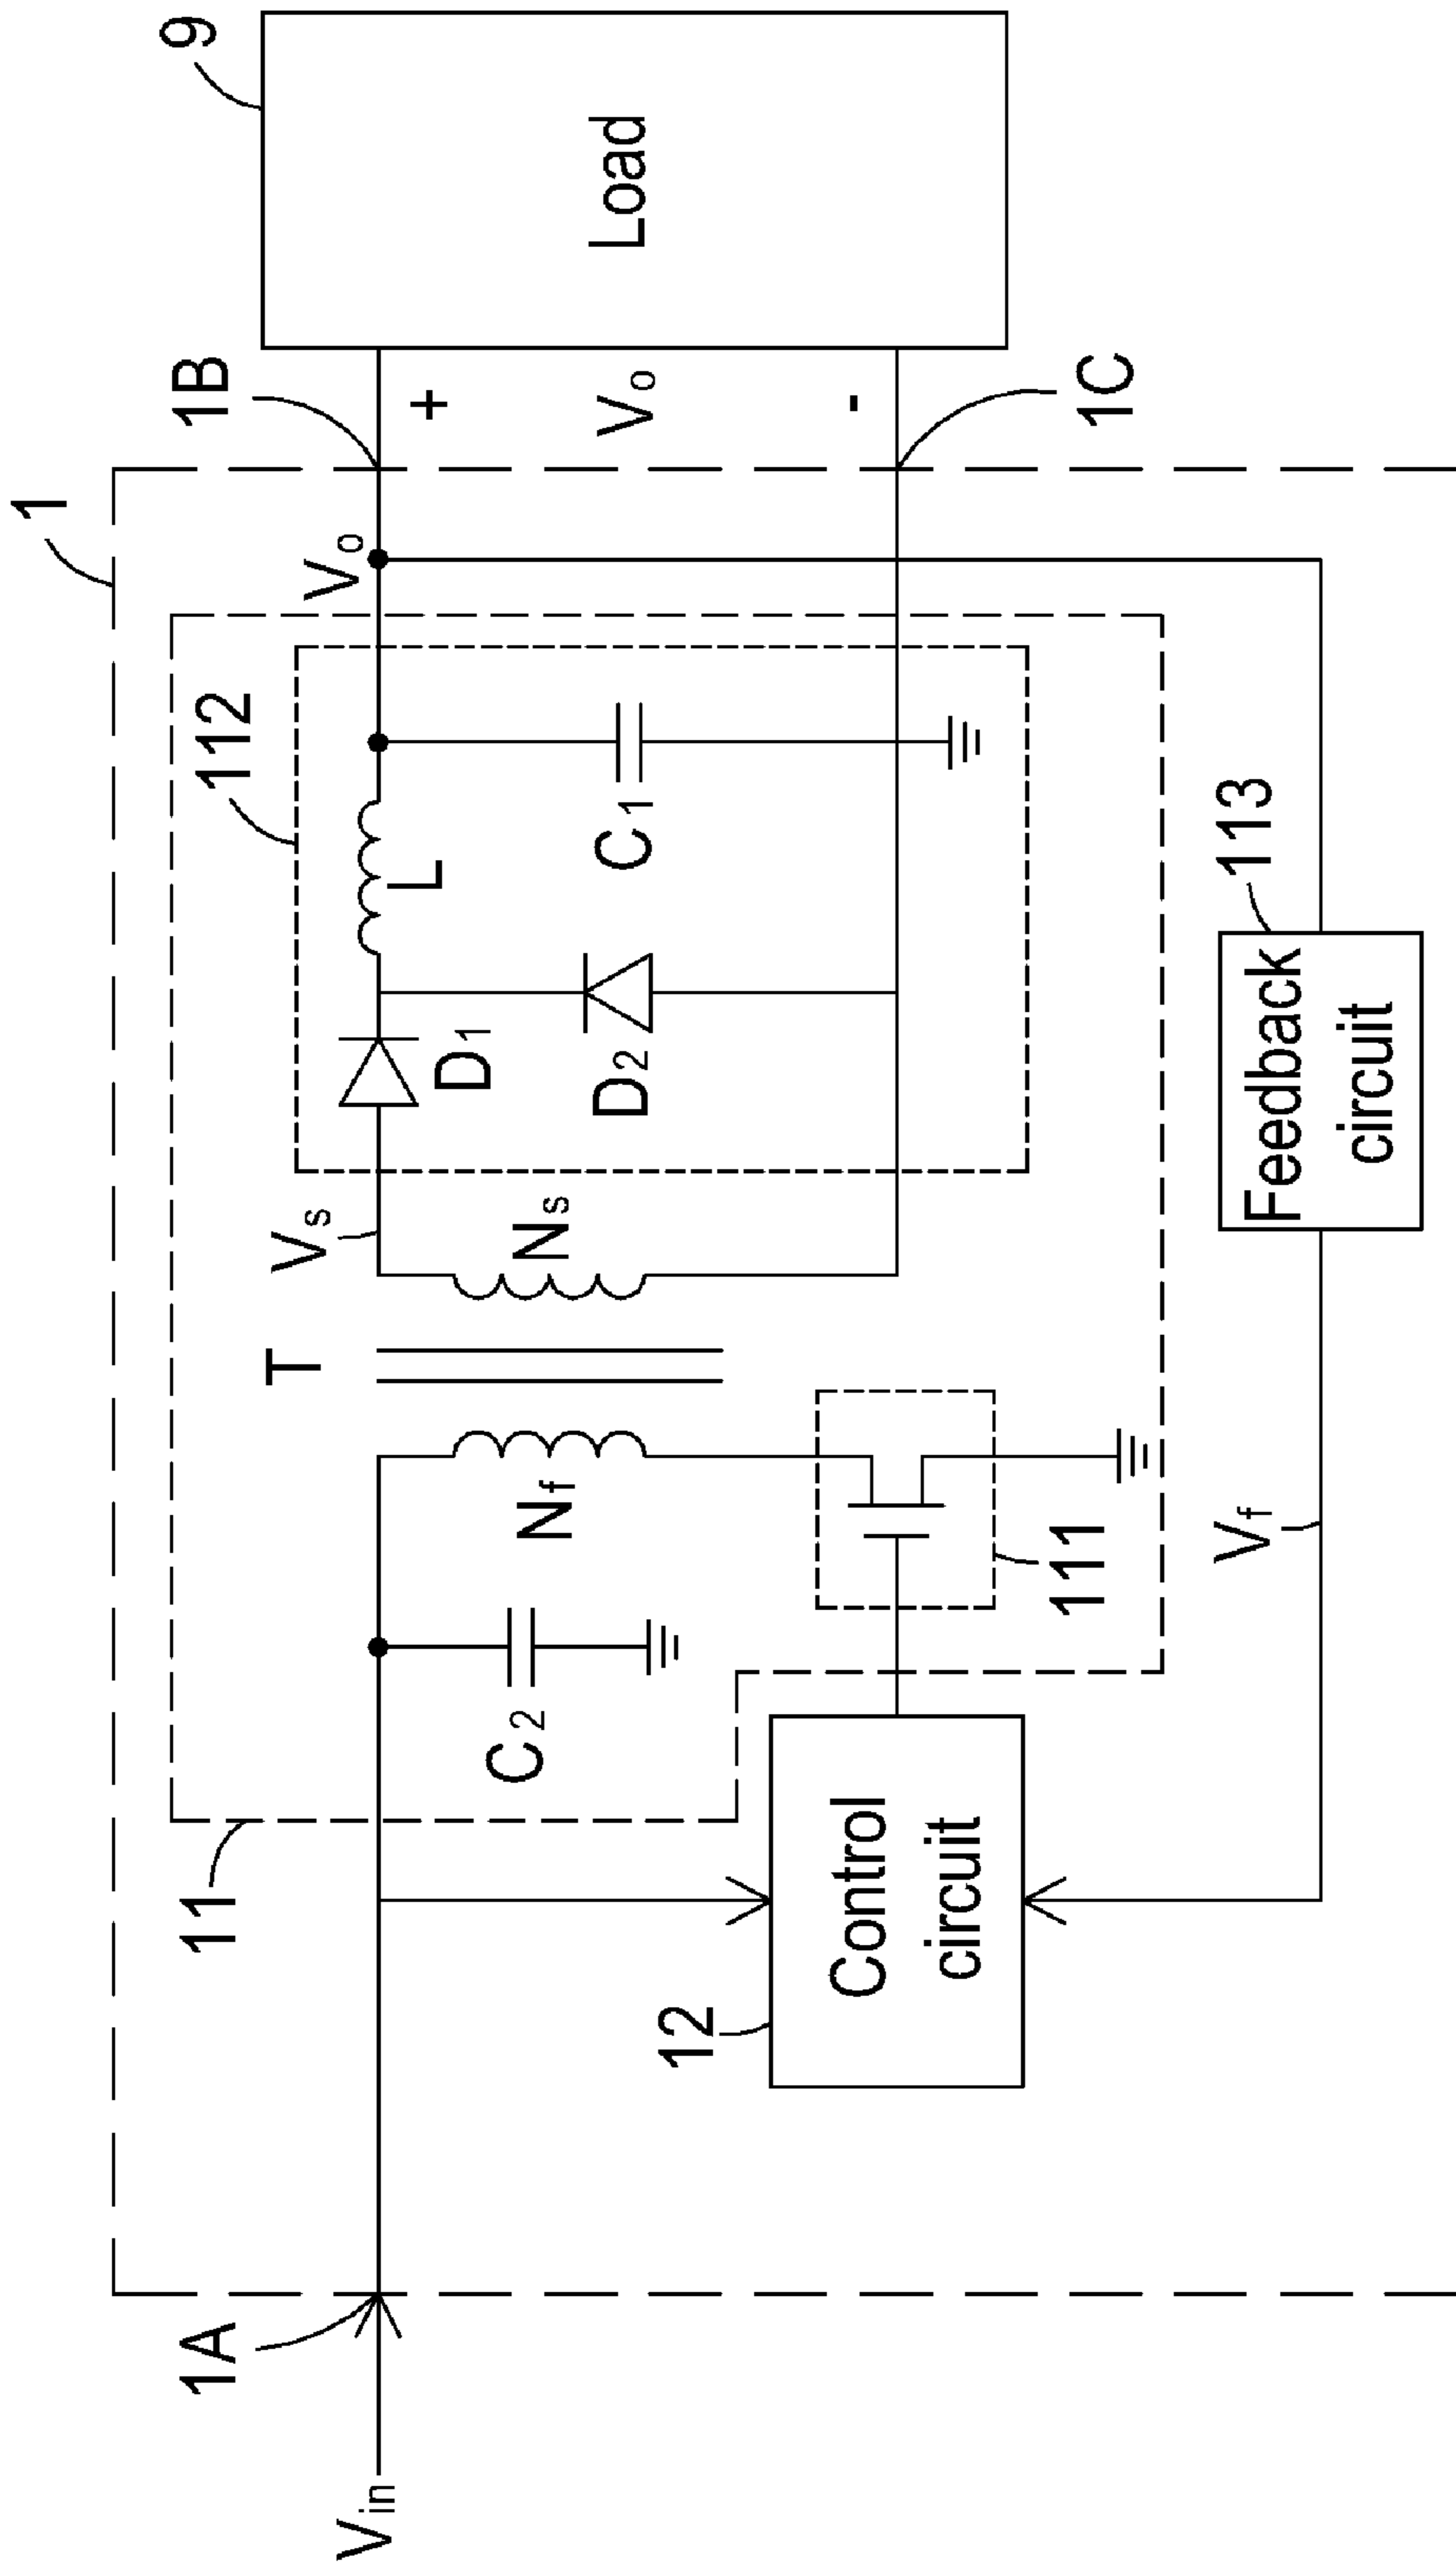 1
9
112
1B
11
T
Vs
Vo
1A
Vin
+
D1
L
C2
Nf
Ns
D2
C1
Vo
Load
12
-
Control
circuit
111
1C
Vf
113
Feedback
circuit